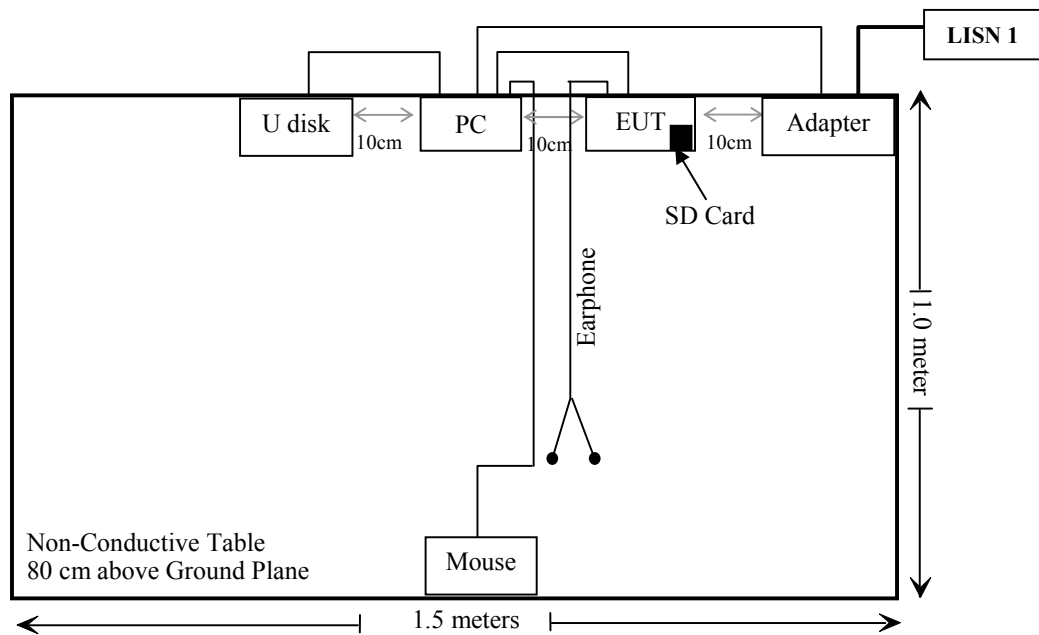 LISN 1
U disk
10cm
PC
10cm
EUT
10cm
Adapter
SD Card
Earphone
1.0 meter
Non-Conductive Table
80 cm above Ground Plane
Mouse
1.5 meters